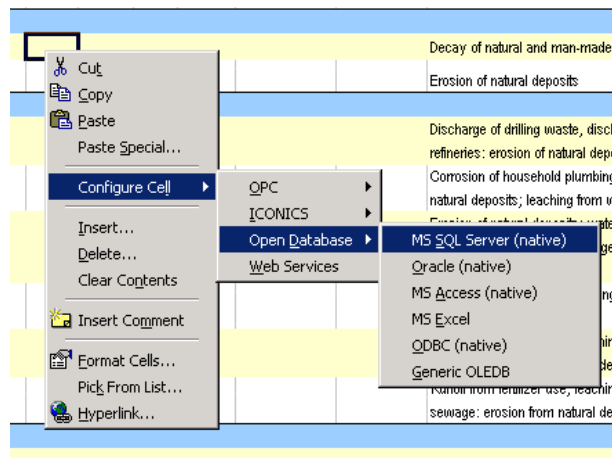 Decay of natural and man-made
Erosion of natural deposits
Discharge of drilling waste,
refineries: erosion of natural
Corrosion of household plumbing
natural deposits; leaching from
Cut
Copy
Paste
Paste Special...
Configure Cell
Insert...
Delete...
Clear Contents
Insert Comment
Format Cells...
Pick From List...
Hyperlink...
OPC
ICONICS
Open Database
Web Services
MS SQL Server (native)
Oracle (native)
MS Access (native)
MS Excel
ODBC (native)
Generic OLEDB
sewage: erosion from natural